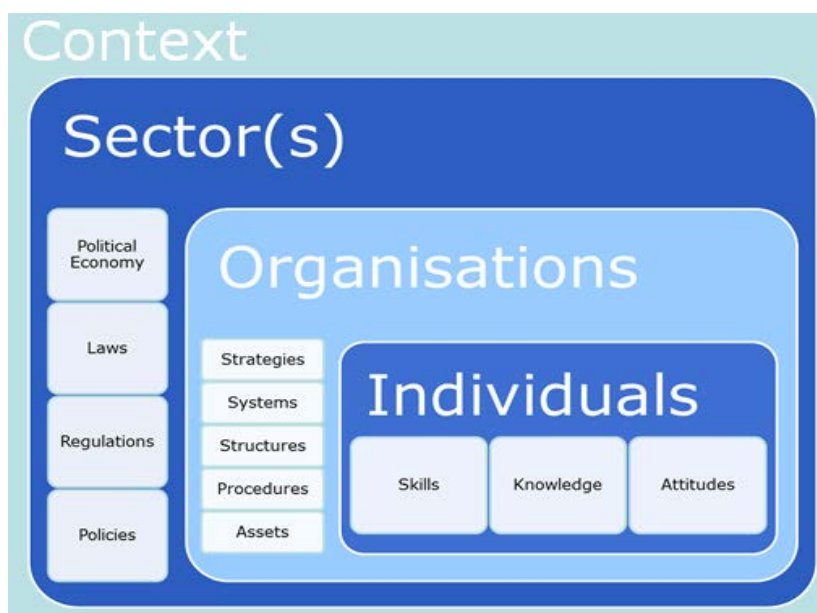 Context
Sector(s)
Political
Economy
Laws
Regulations
Policies
Organisations
Strategies
Systems
Structures
Procedures
Assets
Individuals
Skills
Knowledge
Attitudes